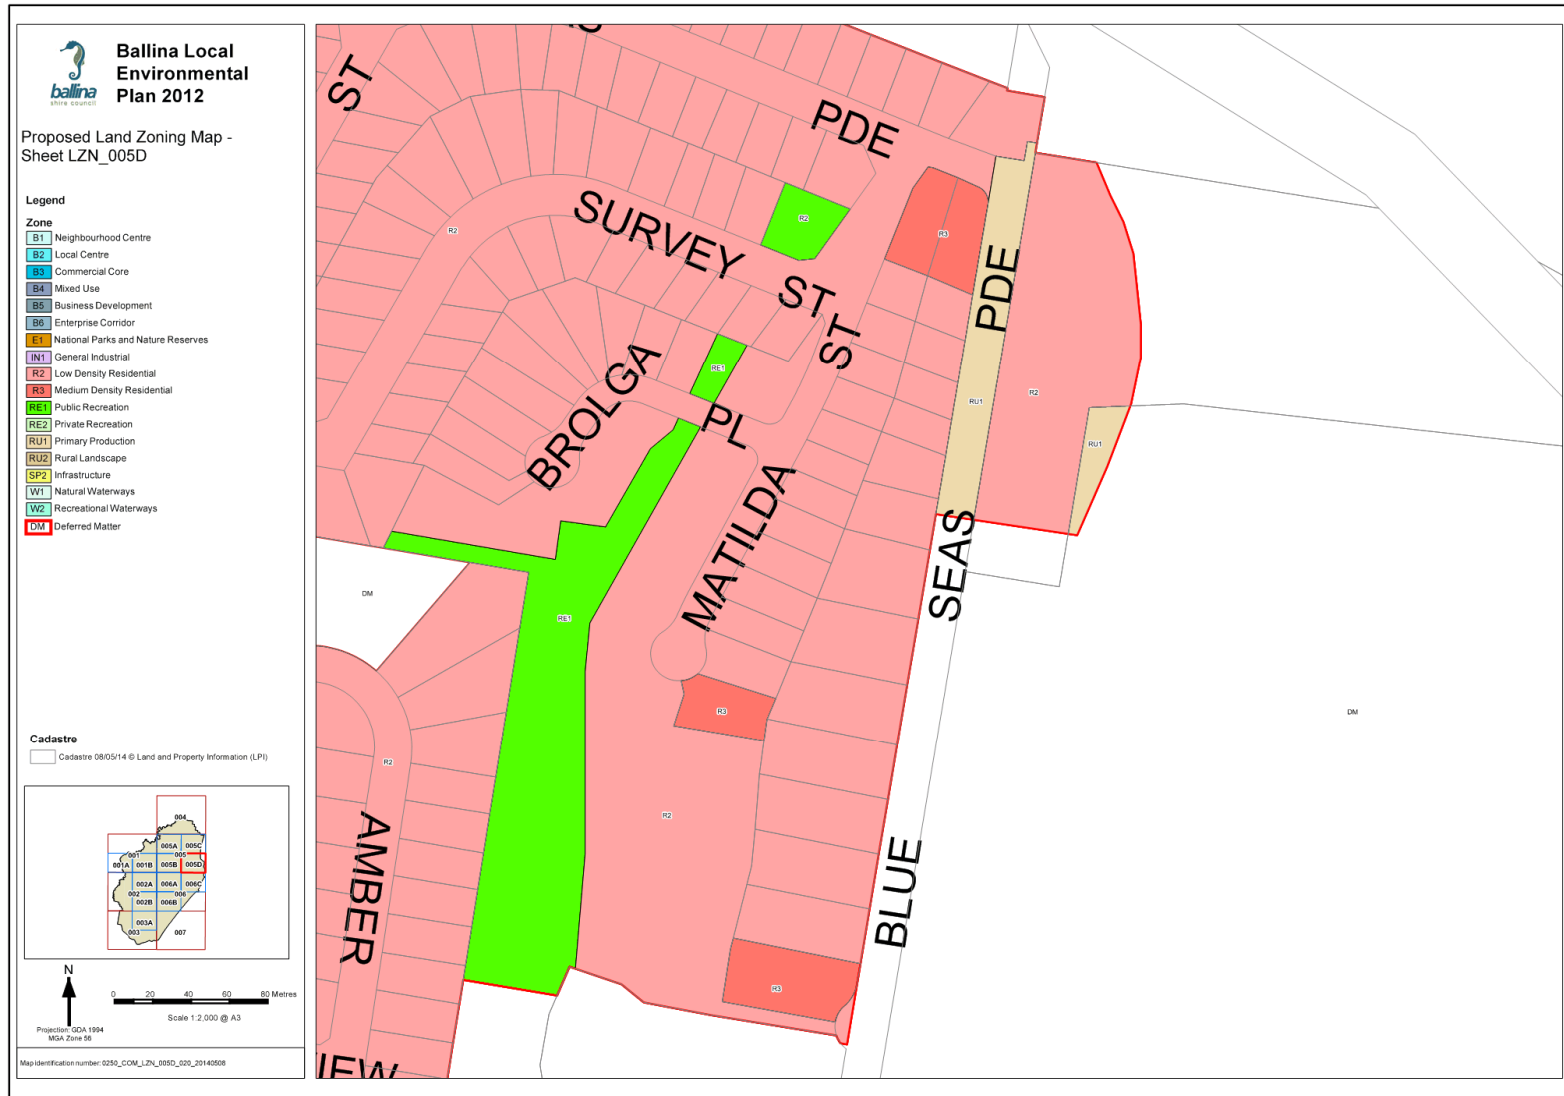 ballina
shire council
Ballina Local
Environmental
Plan 2012
Proposed Land Zoning Map -
Sheet LZN_005D
Legend
Zone
B1 Neighbourhood Centre
B2 Local Centre
B3 Commercial Core
B4 Mixed Use
B5 Business Development
B6 Enterprise Corridor
E1 National Parks and Nature Reserves
IN1 General Industrial
R2 Low Density Residential
R3 Medium Density Residential
RE1 Public Recreation
RE2 Private Recreation
RU1 Primary Production
RU2 Rural Landscape
SP2 Infrastructure
W1 Natural Waterways
W2 Recreational Waterways
DM Deferred Matter
Cadastre
Cadastre 08/05/14 © Land and Property Information (LPI)
004
005A 005C
001 005
001A 001B 005B 005D
002A 006A 006C
002 006
002B 006B
003A
003 007
N
0 20 40 60 80 Metres
Scale 1:2,000 @ A3
Projection: GDA 1994
MGA Zone 56
Map identification number: 0250_COM_LZN_005D_020_20140508
ST
PDE
R2
R3
SURVEY
R2
PDE
ST
ST
BROLGA
RE1
R2
RU1
PL
RU1
MATILDA
SEAS
DM
RE1
R3
DM
R2
R2
AMBER
BLUE
R3
IEW